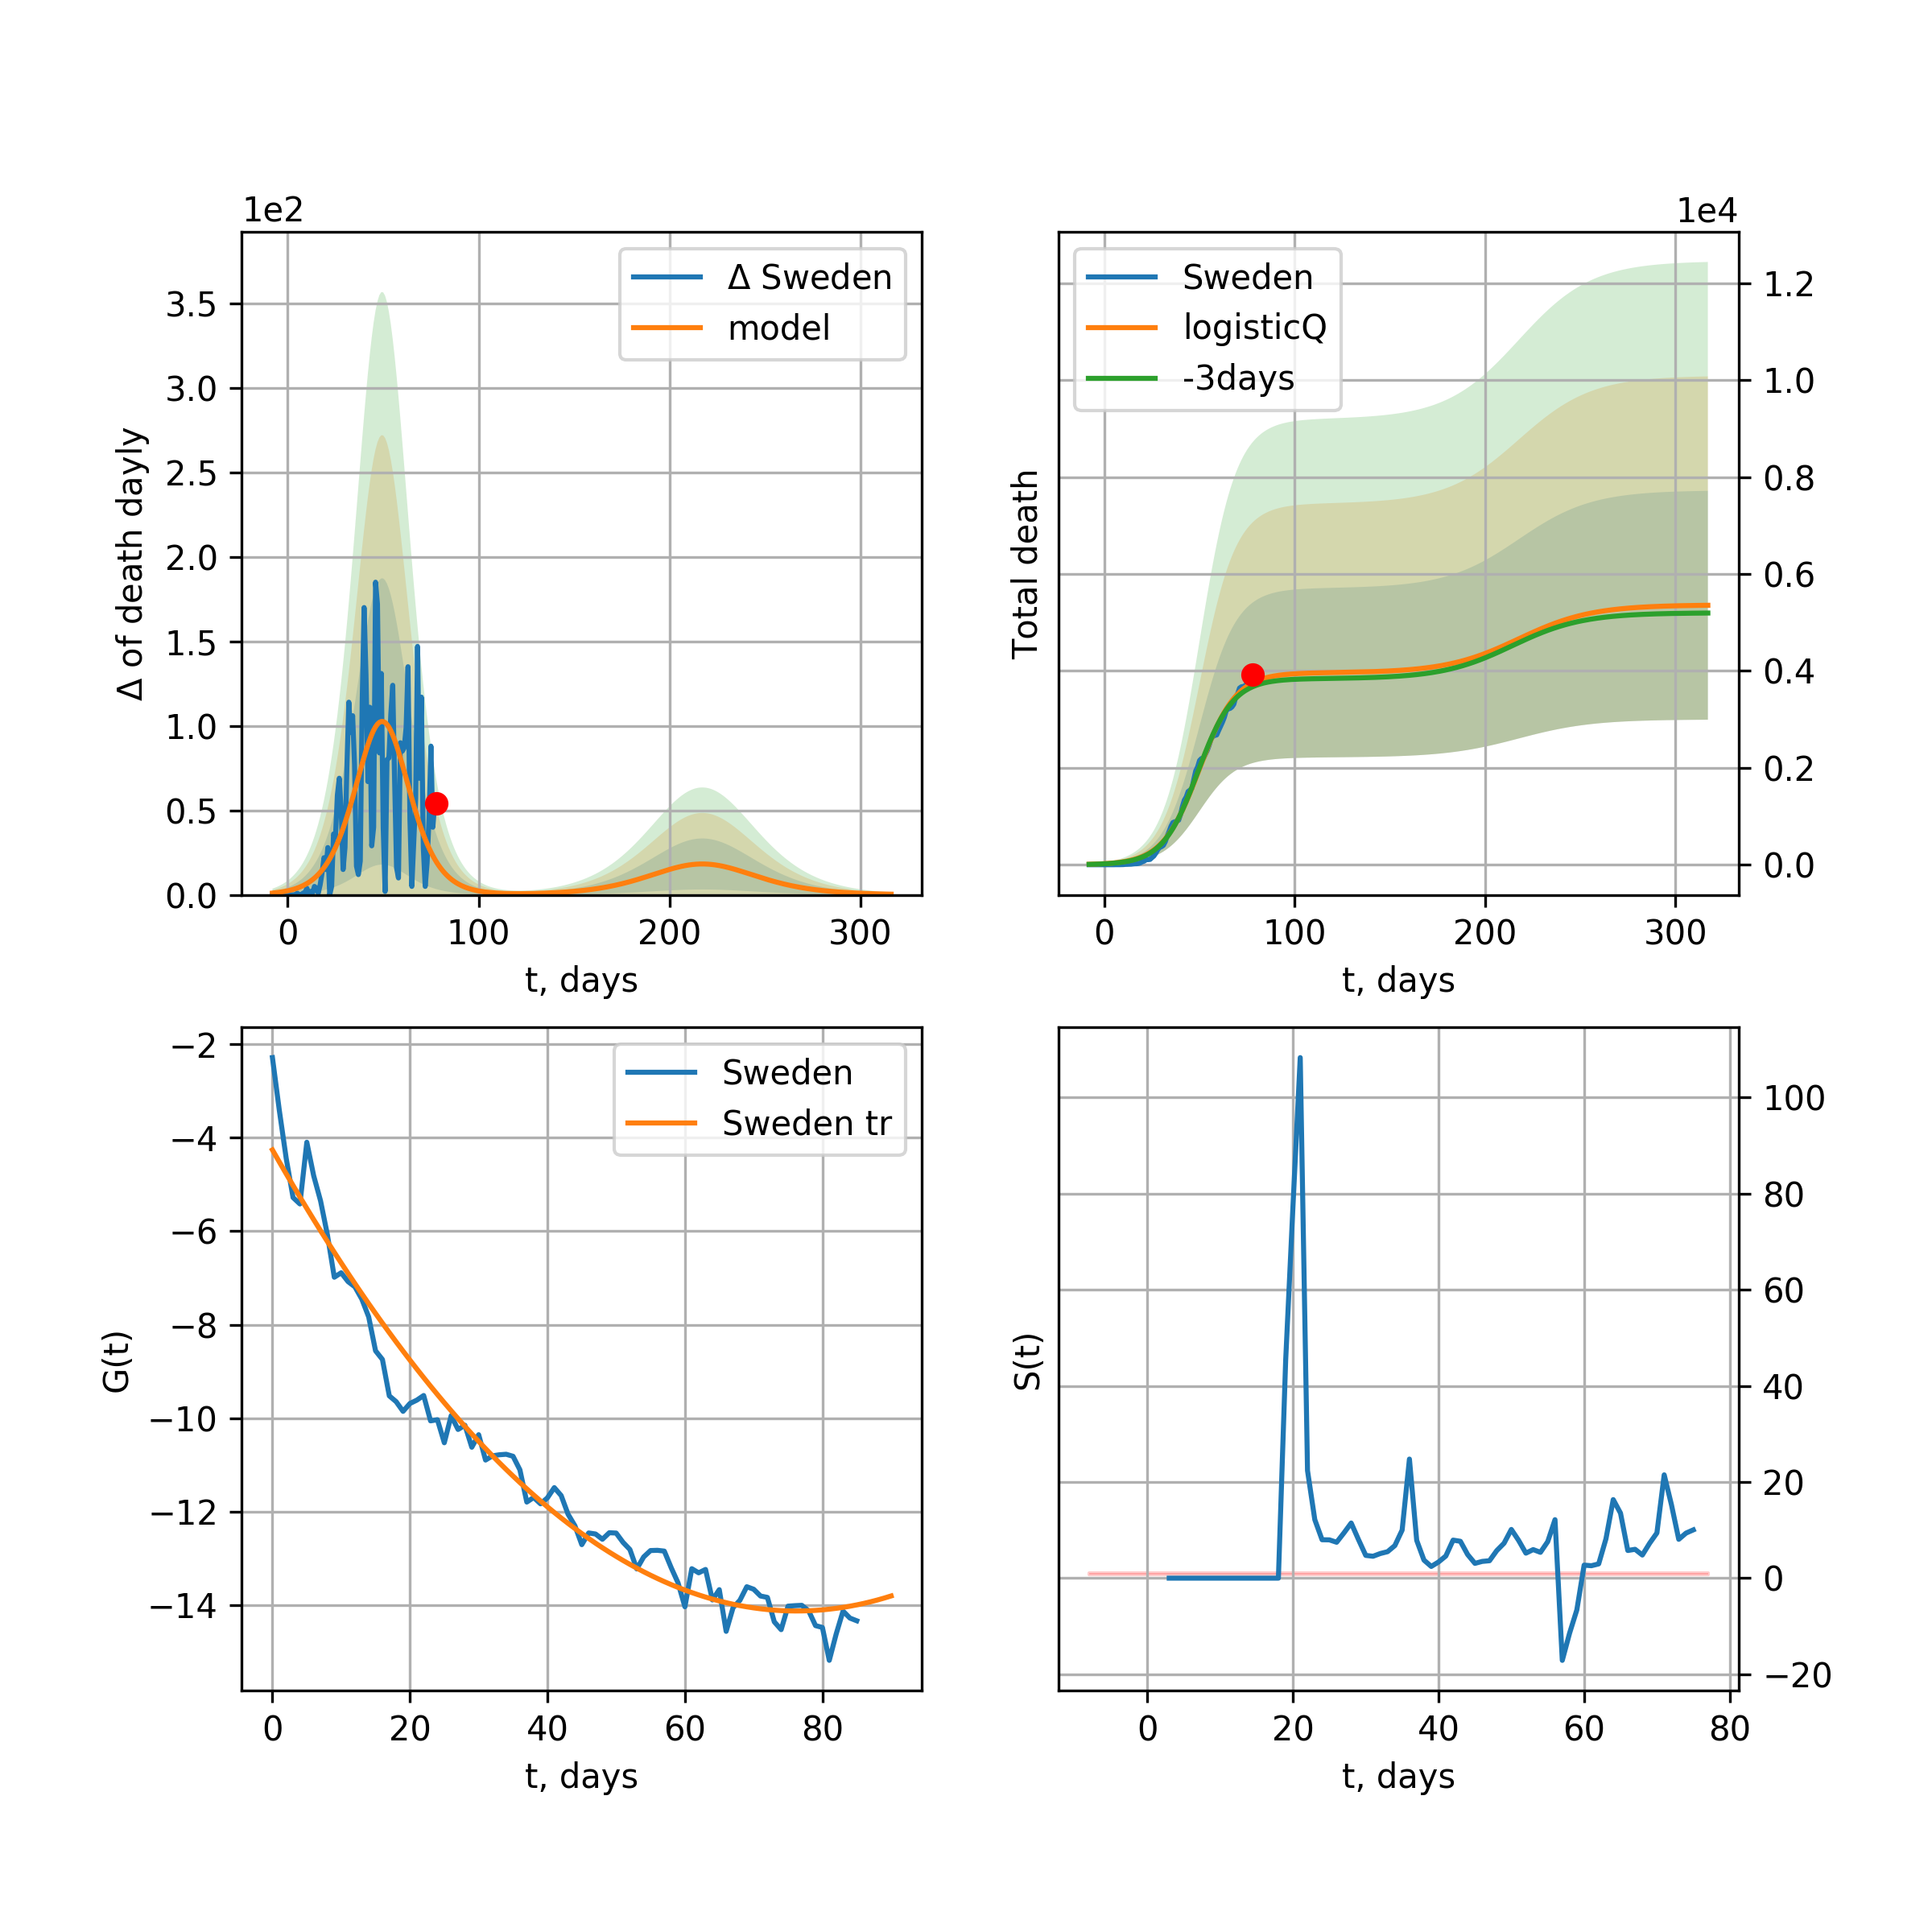 1e2
Δ Sweden
model
3.5
3.0
2.5
2.0
1.5
1.0
0.5
0.0
Δ of death dayly
0 100 200 300
t, days
1e4
Sweden
logisticQ
-3days
1.2
1.0
0.8
0.6
0.4
0.2
0.0
Total death
0 100 200 300
t, days
Sweden
Sweden tr
−2
−4
−6
−8
−10
−12
−14
G(t)
0 20 40 60 80
t, days
100
80
60
40
20
0
−20
S(t)
0 20 40 60 80
t, days